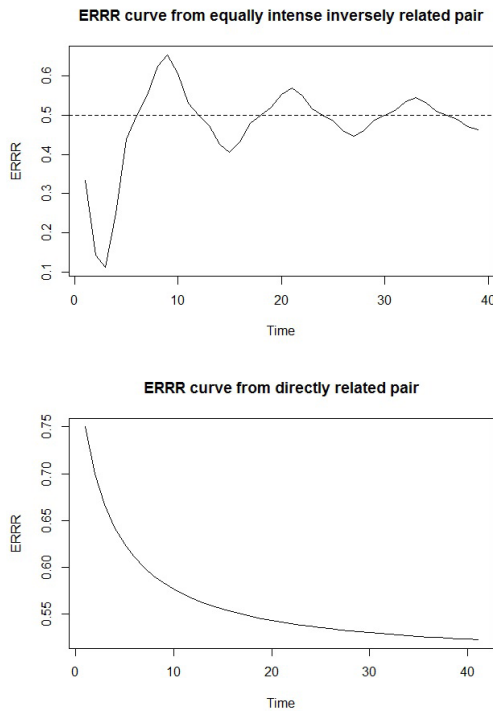 ERRR curve from equally intense inversely related pair
0.6
0.5
0.4
0.3
0.2
0.1
ERRR
0 10 20 30 40
Time
ERRR curve from directly related pair
0.75
0.70
0.65
0.60
0.55
ERRR
0 10 20 30 40
Time